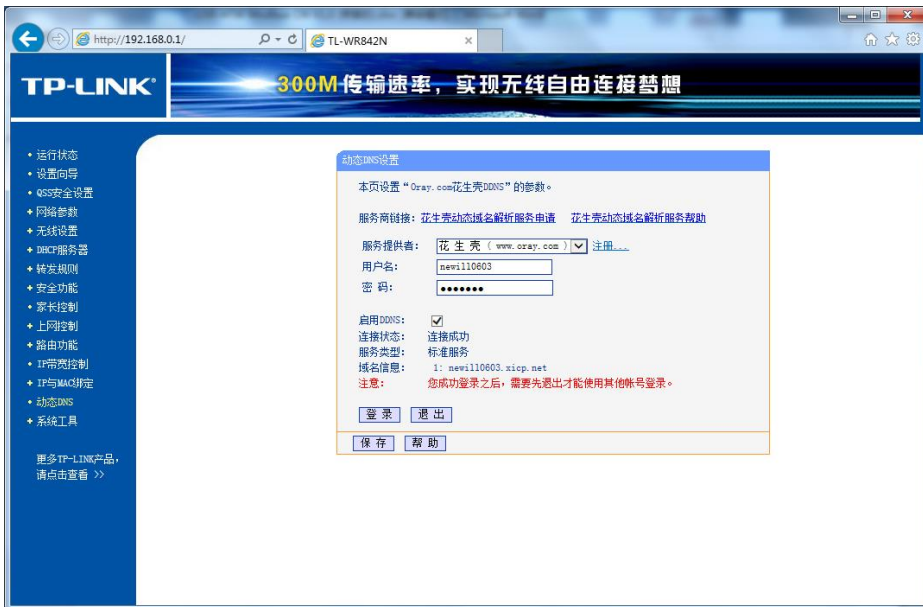 http://192.168.0.1/
TL-WR842N
TP-LINK®
300M传输速率，实现无线自由连接梦想
• 运行状态
• 设置向导
• QSS安全设置
+ 网络参数
+ 无线设置
+ DHCP服务器
+ 转发规则
+ 安全功能
• 家长控制
+ 上网控制
+ 路由功能
• IP带宽控制
+ IP与MAC绑定
• 动态DNS
+ 系统工具
更多TP-LINK产品，
请点击查看 >>
动态DNS设置
本页设置“Oray.com花生壳DDNS”的参数。
服务商链接： 花生壳动态域名解析服务申请 花生壳动态域名解析服务帮助
服务提供者： 花 生 壳 （ www.oray.com ） 注册...
用户名： newill0603
密 码： ●●●●●●●
启用DDNS：
连接状态： 连接成功
服务类型： 标准服务
域名信息： 1: newill0603.xicp.net
注意： 您成功登录之后，需要先退出才能使用其他帐号登录。
登 录 退 出
保 存 帮 助